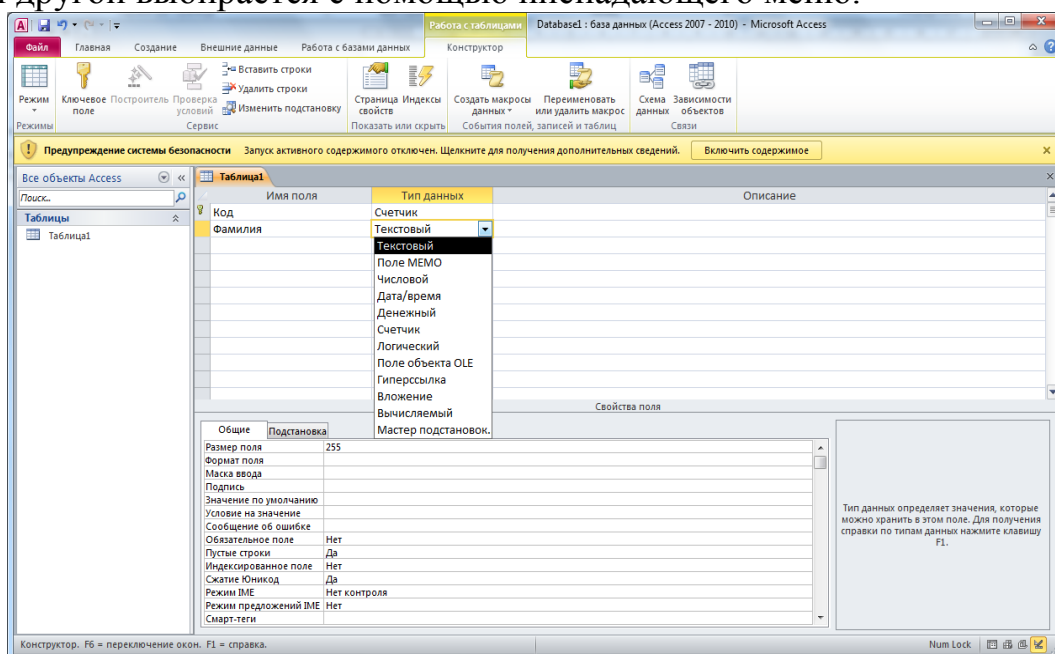 другой выбирается с помощью ниспадающего меню.
Работа с таблицами Database1 : база данных (Access 2007 - 2010) - Microsoft Access
Файл Главная Создание Внешние данные Работа с базами данных Конструктор
Режим Ключевое поле Построитель Проверка условий Вставить строки Удалить строки Изменить подстановку Страница свойств Индексы Создать макросы данных Переименовать или удалить макрос Схема данных Зависимости объектов
Режимы Сервис Показать или скрыть События полей, записей и таблиц Связи
Предупреждение системы безопасности Запуск активного содержимого отключен. Щелкните для получения дополнительных сведений. Включить содержимое
Все объекты Access
Поиск...
Таблицы
Таблица1
Таблица1
Имя поля Тип данных Описание
Код Счетчик
Фамилия Текстовый
Текстовый
Поле МЕМО
Числовой
Дата/время
Денежный
Счетчик
Логический
Поле объекта OLE
Гиперссылка
Вложение
Вычисляемый
Мастер подстановок.
Свойства поля
Общие Подстановка
Размер поля 255
Формат поля
Маска ввода
Подпись
Значение по умолчанию
Условие на значение
Сообщение об ошибке
Обязательное поле Нет
Пустые строки Да
Индексированное поле Нет
Сжатие Юникод Да
Режим IME Нет контроля
Режим предложений IME Нет
Смарт-теги
Тип данных определяет значения, которые
можно хранить в этом поле. Для получения
справки по типам данных нажмите клавишу
F1.
Конструктор. F6 = переключение окон. F1 = справка. Num Lock